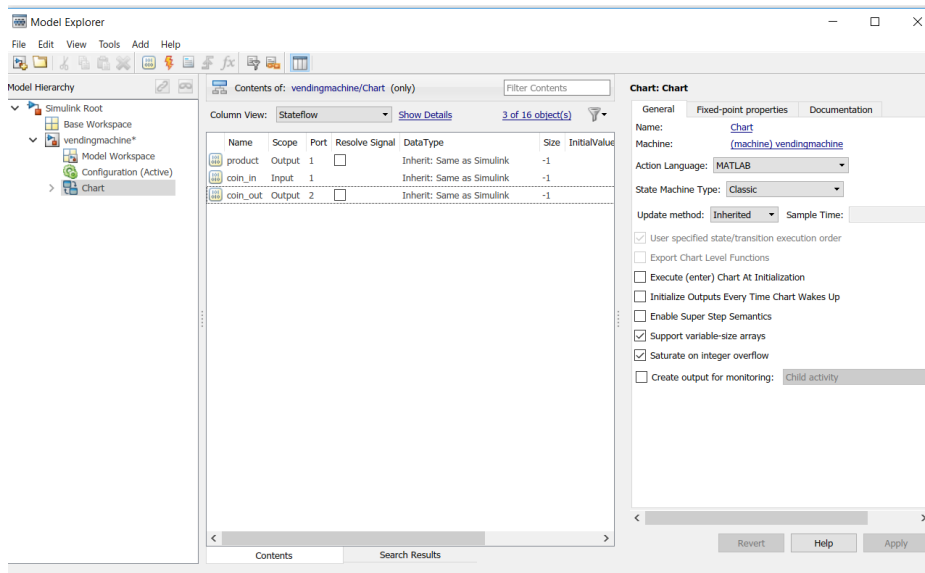 Model Explorer
File Edit View Tools Add Help
Model Hierarchy
Simulink Root
Base Workspace
vendingmachine*
Model Workspace
Configuration (Active)
Chart
Contents of: vendingmachine/Chart (only)
Filter Contents
Column View: Stateflow Show Details 3 of 16 object(s)
Name Scope Port Resolve Signal DataType Size InitialValue
product Output 1 Inherit: Same as Simulink -1
coin_in Input 1 Inherit: Same as Simulink -1
coin_out Output 2 Inherit: Same as Simulink -1
Contents Search Results
Chart: Chart
General Fixed-point properties Documentation
Name: Chart
Machine: (machine) vendingmachine
Action Language: MATLAB
State Machine Type: Classic
Update method: Inherited Sample Time:
User specified state/transition execution order
Export Chart Level Functions
Execute (enter) Chart At Initialization
Initialize Outputs Every Time Chart Wakes Up
Enable Super Step Semantics
Support variable-size arrays
Saturate on integer overflow
Create output for monitoring: Child activity
Revert Help Apply